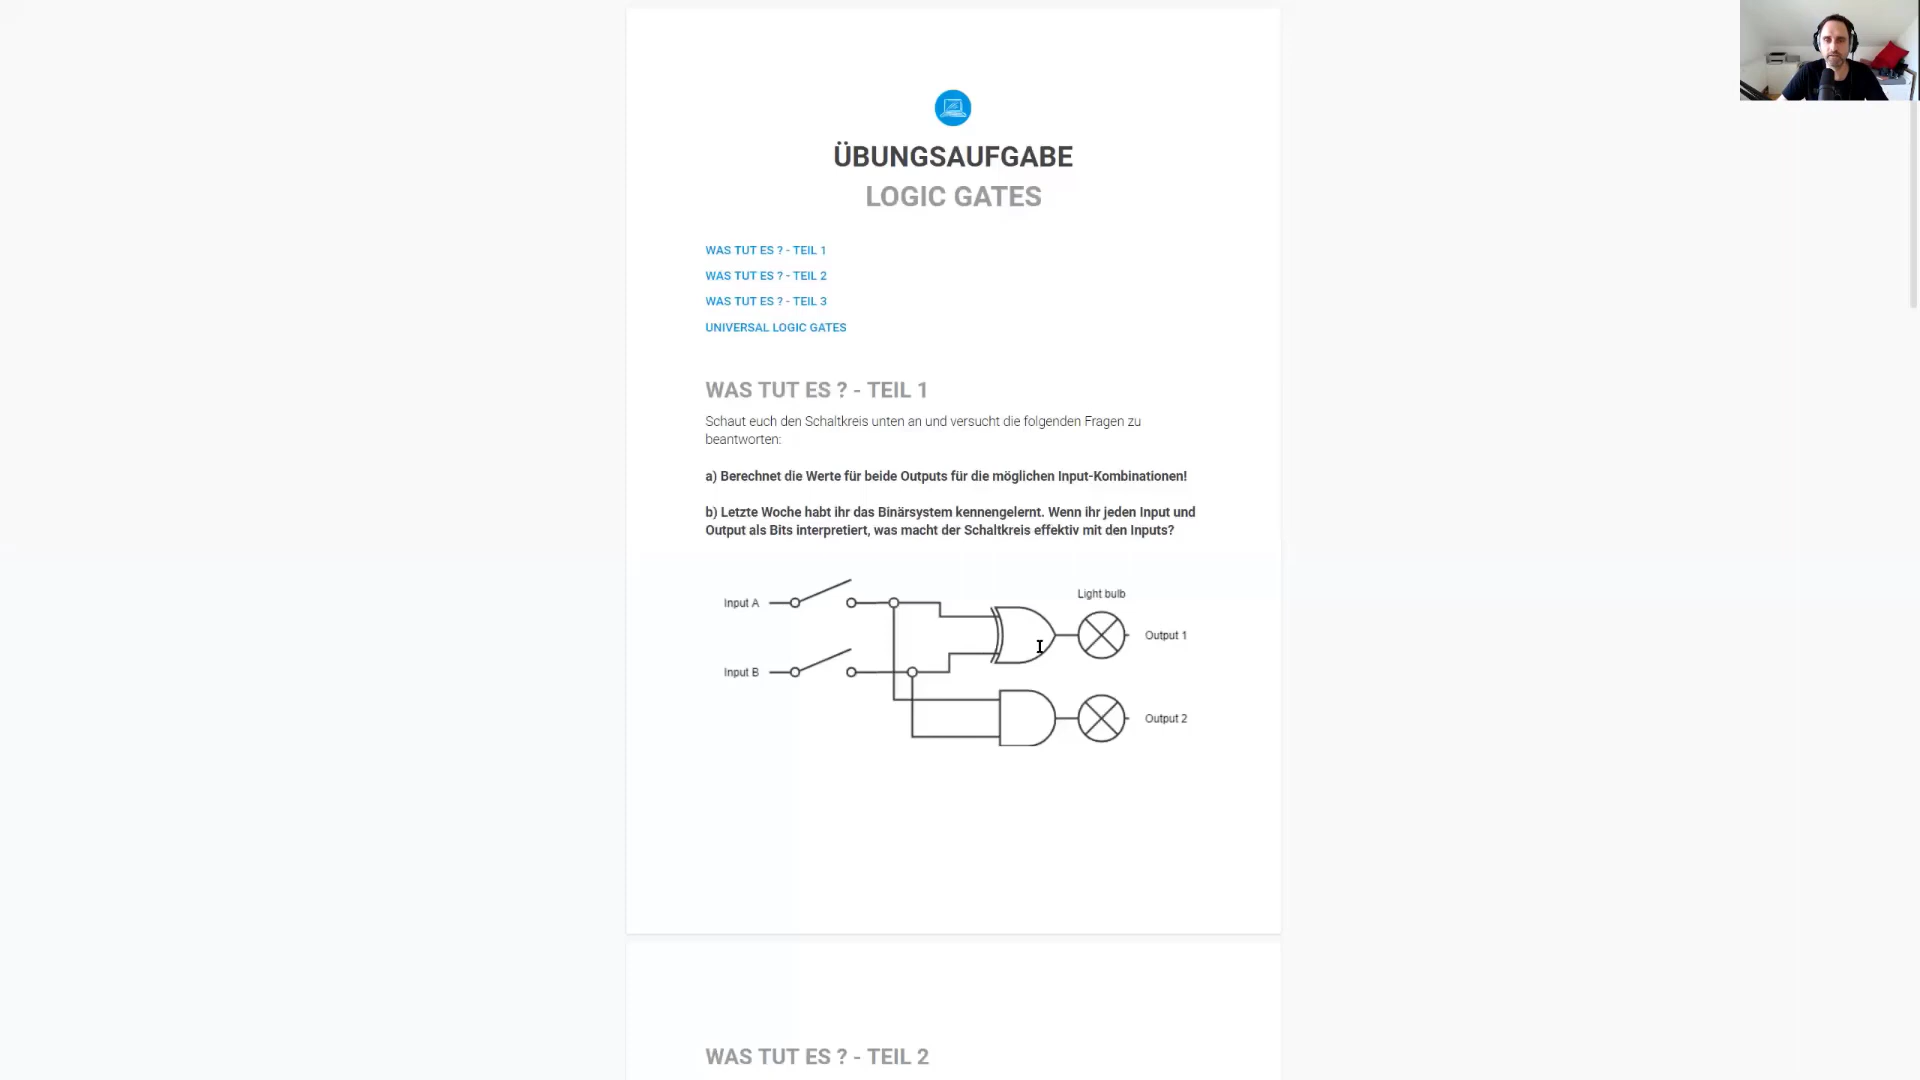 ÜBUNGSAUFGABE
LOGIC GATES
WAS TUT ES ? - TEIL 1
WAS TUT ES ? - TEIL 2
WAS TUT ES ? - TEIL 3
UNIVERSAL LOGIC GATES
WAS TUT ES ? - TEIL 1
Schaut euch den Schaltkreis unten an und versucht die folgenden Fragen zu
beantworten:
a) Berechnet die Werte für beide Outputs für die möglichen Input-Kombinationen!
b) Letzte Woche habt ihr das Binärsystem kennengelernt. Wenn ihr jeden Input und
Output als Bits interpretiert, was macht der Schaltkreis effektiv mit den Inputs?
Light bulb
Input A
Output 1
Input B
Output 2
WAS TUT ES ? - TEIL 2